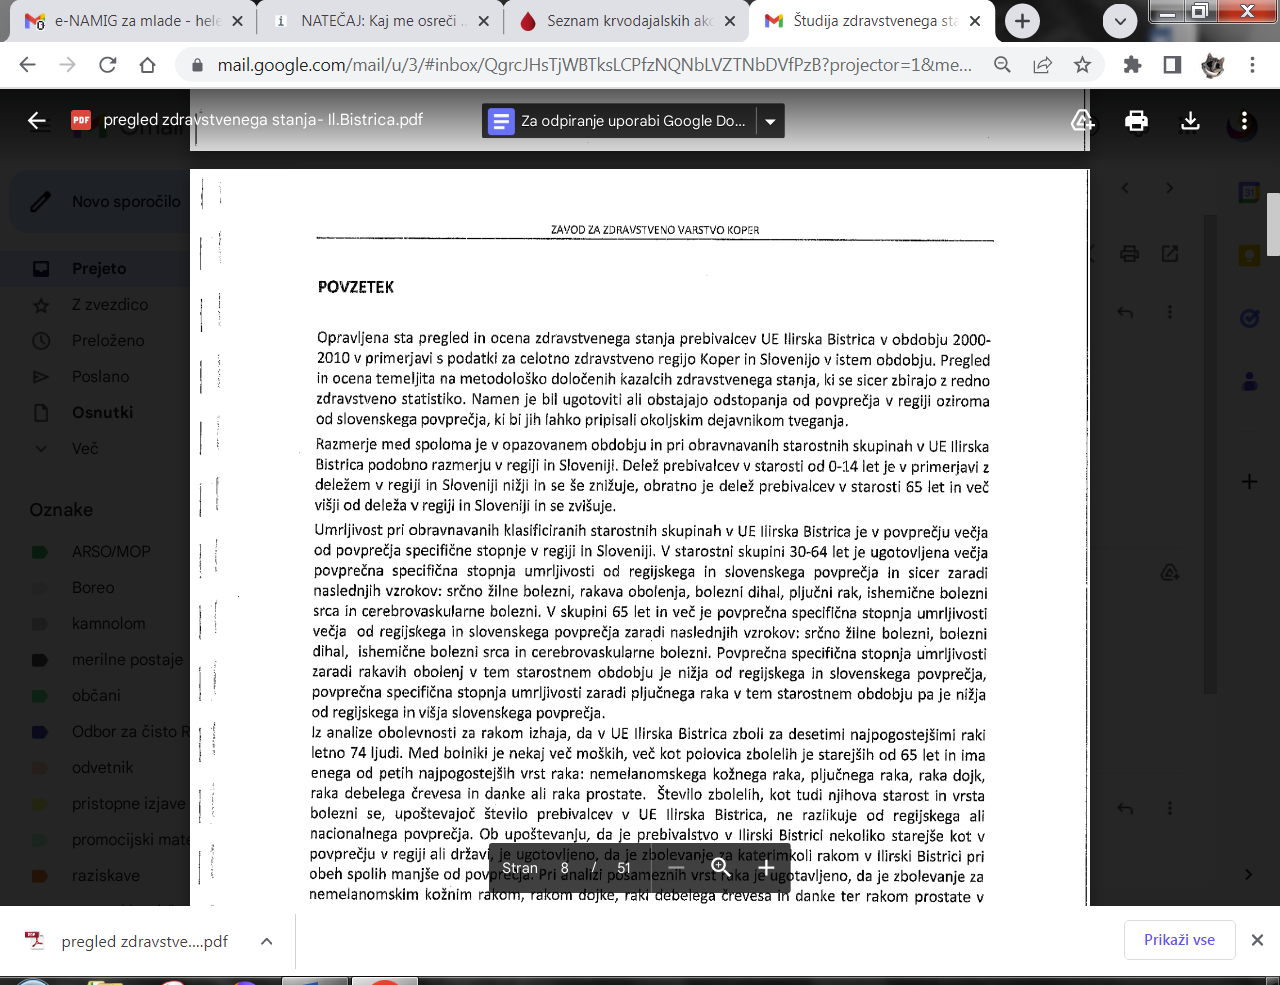 e-NAMIG za mlade - hele
NATEČAJ: Kaj me osreči ..
Seznam krvodajalskih akc
Študija zdravstvenega sta
mail.google.com/mail/u/3/#inbox/QgrcJHsTjWBTksLCPfzNQNbLVZTNbDVfPzB?projector=1&me...
pregled zdravstvenega stanja- Il.Bistrica.pdf
Za odpiranje uporabi Google Do...
Novo sporočilo
Prejeto
Z zvezdico
Preloženo
Poslano
Osnutki
Več
Oznake
ARSO/MOP
Boreo
kamnolom
merilne postaje
občani
Odbor za čisto R
odvetnik
pristopne izjave
promocijski mate
raziskave
ZAVOD ZA ZDRAVSTVENO VARSTVO KOPER
POVZETEK
Opravljena sta pregled in ocena zdravstvenega stanja prebivalcev UE Ilirska Bistrica v obdobju 2000-
2010 v primerjavi s podatki za celotno zdravstveno regijo Koper in Slovenijo v istem obdobju. Pregled
in ocena temeljita na metodološko določenih kazalcih zdravstvenega stanja, ki se sicer zbirajo z redno
zdravstveno statistiko. Namen je bil ugotoviti ali obstajajo odstopanja od povprečja v regiji oziroma
od slovenskega povprečja, ki bi jih lahko pripisali okoljskim dejavnikom tveganja.
Razmerje med spoloma je v opazovanem obdobju in pri obravnavanih starostnih skupinah v UE Ilirska
Bistrica podobno razmerju v regiji in Sloveniji. Delež prebivalcev v starosti od 0-14 let je v primerjavi z
deležem v regiji in Sloveniji nižji in se še znižuje, obratno je delež prebivalcev v starosti 65 let in več
višji od deleža v regiji in Sloveniji in se zvišuje.
Umrljivost pri obravnavanih klasificiranih starostnih skupinah v UE Ilirska Bistrica je v povprečju večja
od povprečja specifične stopnje v regiji in Sloveniji. V starostni skupini 30-64 let je ugotovljena večja
povprečna specifična stopnja umrljivosti od regijskega in slovenskega povprečja in sicer zaradi
naslednjih vzrokov: srčno žilne bolezni, rakava obolenja, bolezni dihal, pljučni rak, ishemične bolezni
srca in cerebrovaskularne bolezni. V skupini 65 let in več je povprečna specifična stopnja umrljivosti
večja od regijskega in slovenskega povprečja zaradi naslednjih vzrokov: srčno žilne bolezni, bolezni
dihal, ishemične bolezni srca in cerebrovaskularne bolezni. Povprečna specifična stopnja umrljivosti
zaradi rakavih obolenj v tem starostnem obdobju je nižja od regijskega in slovenskega povprečja,
povprečna specifična stopnja umrljivosti zaradi pljučnega raka v tem starostnem obdobju pa je nižja
od regijskega in višja slovenskega povprečja.
Iz analize obolevnosti za rakom izhaja, da v UE Ilirska Bistrica zboli za desetimi najpogostejšimi raki
letno 74 ljudi. Med bolniki je nekaj več moških, več kot polovica zbolelih je starejših od 65 let in ima
enega od petih najpogostejših vrst raka: nemelanomskega kožnega raka, pljučnega raka, raka dojk,
raka debelega črevesa in danke ali raka prostate. Število zbolelih, kot tudi njihova starost in vrsta
bolezni se, upoštevajoč število prebivalcev v UE Ilirska Bistrica, ne razlikuje od regijskega ali
nacionalnega povprečja. Ob upoštevanju, da je prebivalstvo v Ilirski Bistrici nekoliko starejše kot v
povprečju v regiji ali državi, je ugotovljeno, da je zbolevanje za katerimkoli rakom v Ilirski Bistrici pri
obeh spolih manjše od povprečja. Pri analizi posameznih vrst raka je ugotavljeno, da je zbolevanje za
nemelanomskim kožnim rakom, rakom dojke, raki debelega črevesa in danke ter rakom prostate v
Stran 8 / 51
pregled zdravstve....pdf
Prikaži vse